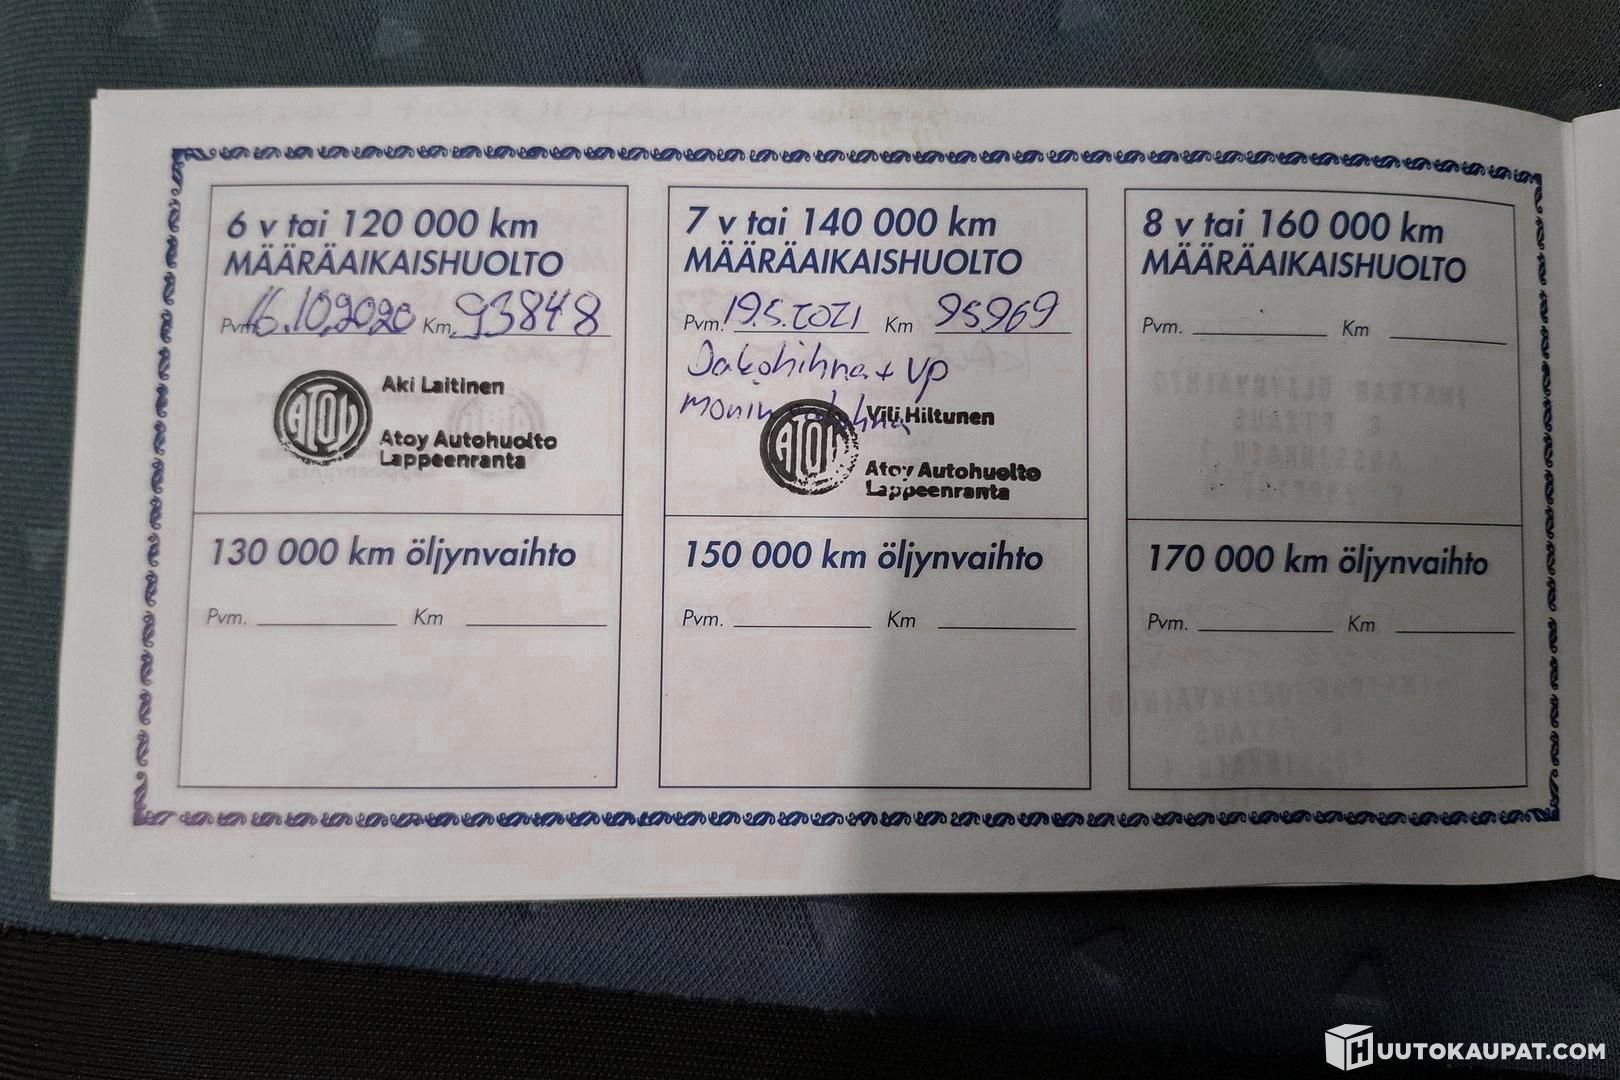 6 v tai 120 000 km
MÄÄRÄAIKAISHUOLTO
Pvm. 16.10.2020 Km 93848
ATOY
Aki Laitinen
Atoy Autohuolto
Lappeenranta
130 000 km öljynvaihto
Pvm. Km
7 v tai 140 000 km
MÄÄRÄAIKAISHUOLTO
Pvm. 19.5.2021 Km 95969
Jakohihna + vp
ATOY
Vili Hiltunen
Atoy Autohuolto
Lappeenranta
150 000 km öljynvaihto
Pvm. Km
8 v tai 160 000 km
MÄÄRÄAIKAISHUOLTO
Pvm. Km
170 000 km öljynvaihto
Pvm. Km
HUUTOKAUPAT.COM